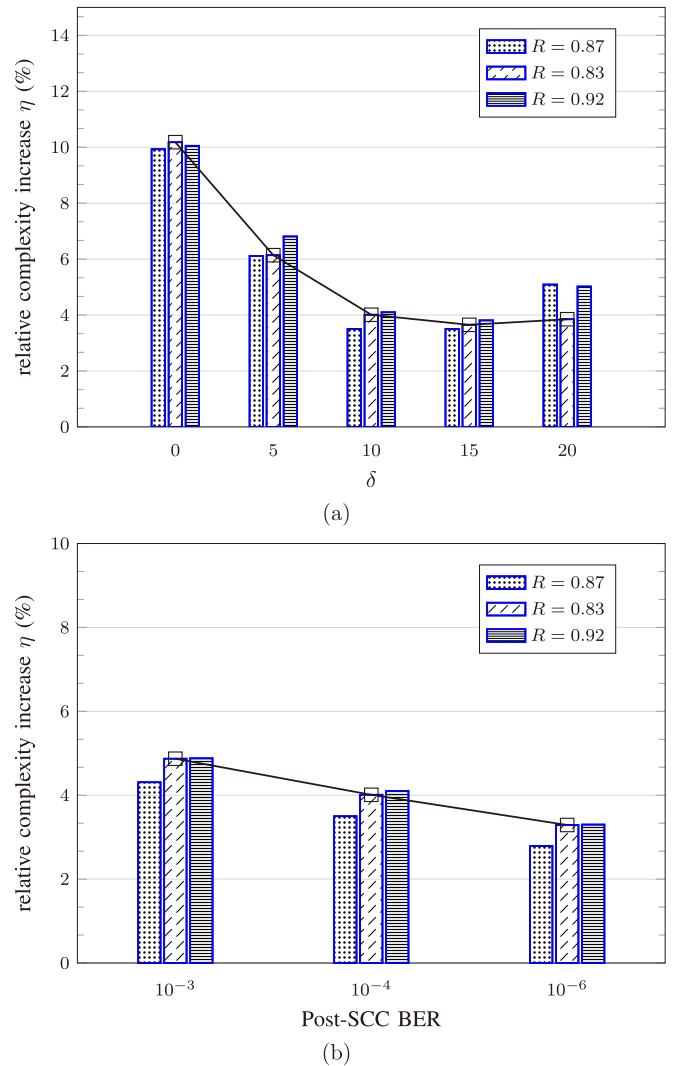 14
12
10
8
6
4
2
0
relative complexity increase η (%)
R = 0.87
R = 0.83
R = 0.92
0 5 10 15 20
δ
(a)
10
8
6
4
2
0
relative complexity increase η (%)
R = 0.87
R = 0.83
R = 0.92
10⁻³ 10⁻⁴ 10⁻⁶
Post-SCC BER
(b)